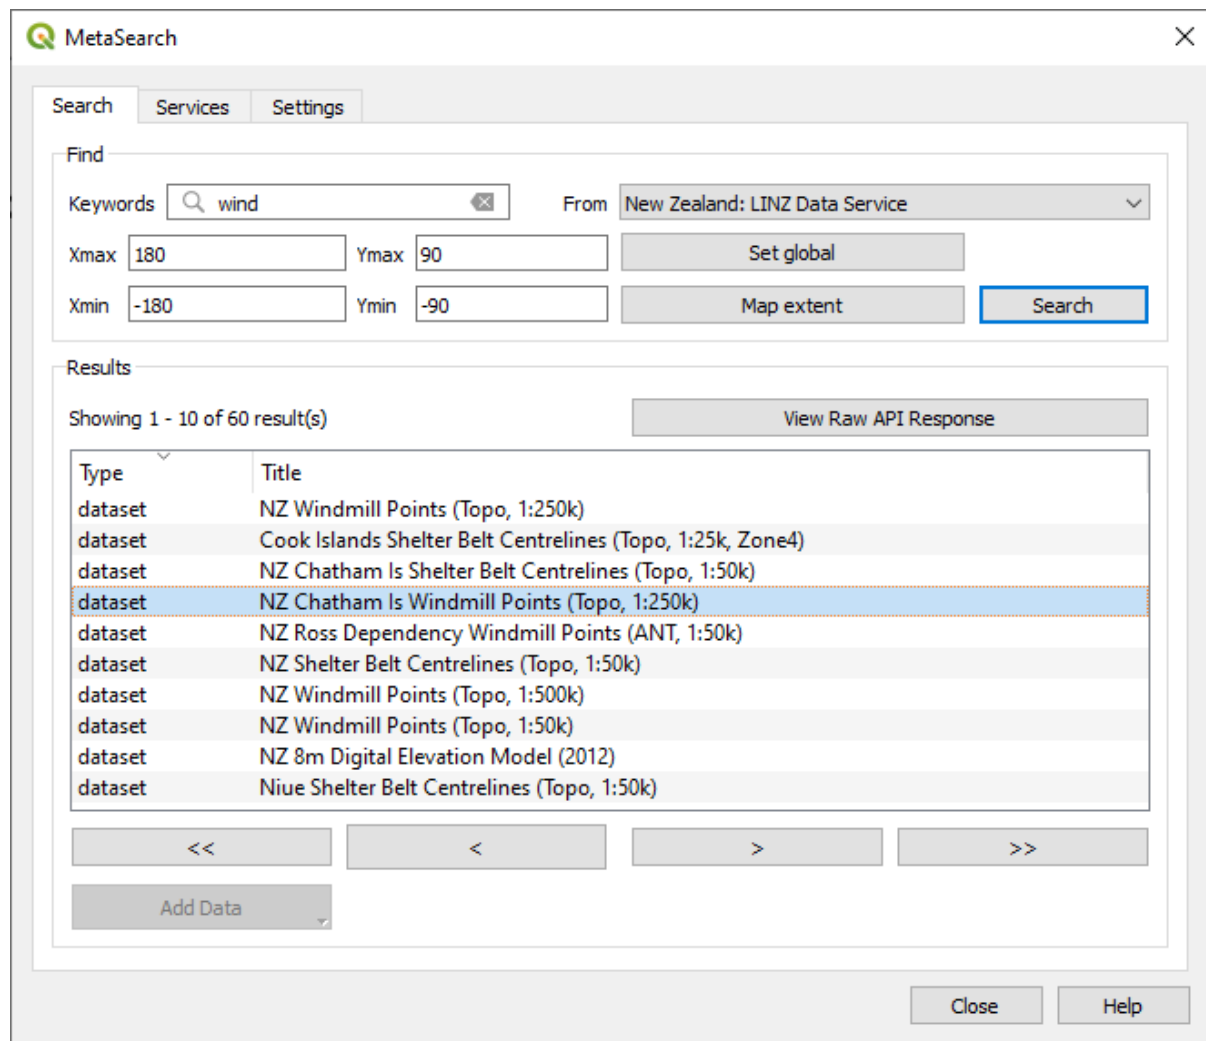 MetaSearch
Search Services Settings
Find
Keywords wind From New Zealand: LINZ Data Service
Xmax 180 Ymax 90 Set global
Xmin -180 Ymin -90 Map extent Search
Results
Showing 1 - 10 of 60 result(s) View Raw API Response
Type Title
dataset NZ Windmill Points (Topo, 1:250k)
dataset Cook Islands Shelter Belt Centrelines (Topo, 1:25k, Zone4)
dataset NZ Chatham Is Shelter Belt Centrelines (Topo, 1:50k)
dataset NZ Chatham Is Windmill Points (Topo, 1:250k)
dataset NZ Ross Dependency Windmill Points (ANT, 1:50k)
dataset NZ Shelter Belt Centrelines (Topo, 1:50k)
dataset NZ Windmill Points (Topo, 1:500k)
dataset NZ Windmill Points (Topo, 1:50k)
dataset NZ 8m Digital Elevation Model (2012)
dataset Niue Shelter Belt Centrelines (Topo, 1:50k)
<< < > >>
Add Data
Close Help